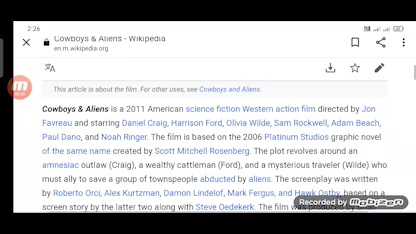 2:26
Cowboys & Aliens - Wikipedia
en.m.wikipedia.org
This article is about the film. For other uses, see Cowboys and Aliens.
Cowboys & Aliens is a 2011 American science fiction Western action film directed by Jon
Favreau and starring Daniel Craig, Harrison Ford, Olivia Wilde, Sam Rockwell, Adam Beach,
Paul Dano, and Noah Ringer. The film is based on the 2006 Platinum Studios graphic novel
of the same name created by Scott Mitchell Rosenberg. The plot revolves around an
amnesiac outlaw (Craig), a wealthy cattleman (Ford), and a mysterious traveler (Wilde) who
must ally to save a group of townspeople abducted by aliens. The screenplay was written
by Roberto Orci, Alex Kurtzman, Damon Lindelof, Mark Fergus, and Hawk Ostby, based on a
screen story by the latter two along with Steve Oedekerk. The film was produced by Brian
Recorded by Mobizen